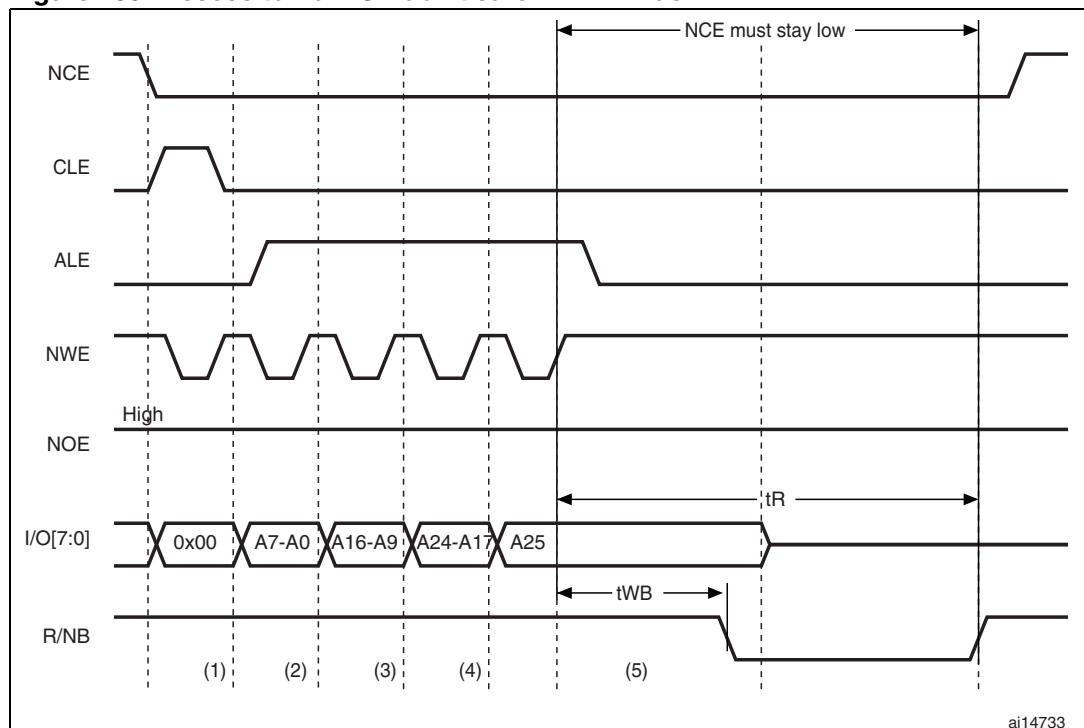 NCE must stay low
NCE
CLE
ALE
NWE
High
NOE
tR
I/O[7:0]
0x00
A7-A0
A16-A9
A24-A17
A25
tWB
R/NB
(1)
(2)
(3)
(4)
(5)
ai14733